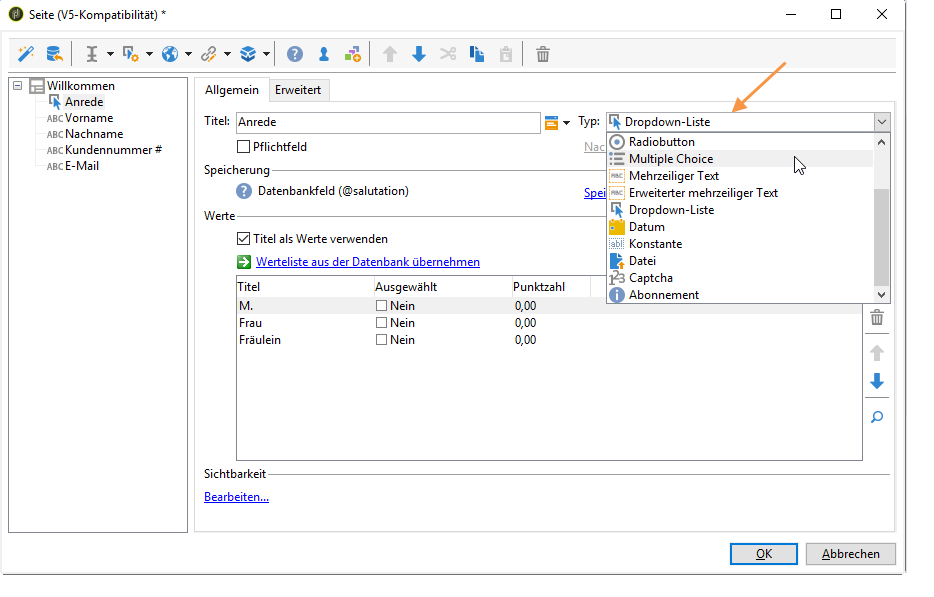 Seite (V5-Kompatibilität) *
Willkommen
Anrede
ABC Vorname
ABC Nachname
ABC Kundennummer #
ABC E-Mail
Allgemein Erweitert
Titel: Anrede Typ: Dropdown-Liste
Pflichtfeld Nac
Radiobutton
Multiple Choice
Mehrzeiliger Text
Erweiterter mehrzeiliger Text
Dropdown-Liste
Datum
Konstante
Datei
Captcha
Abonnement
Speicherung
Datenbankfeld (@salutation) Spei
Werte
Titel als Werte verwenden
Werteliste aus der Datenbank übernehmen
Titel Ausgewählt Punktzahl
M. Nein 0,00
Frau Nein 0,00
Fräulein Nein 0,00
Sichtbarkeit
Bearbeiten...
OK Abbrechen